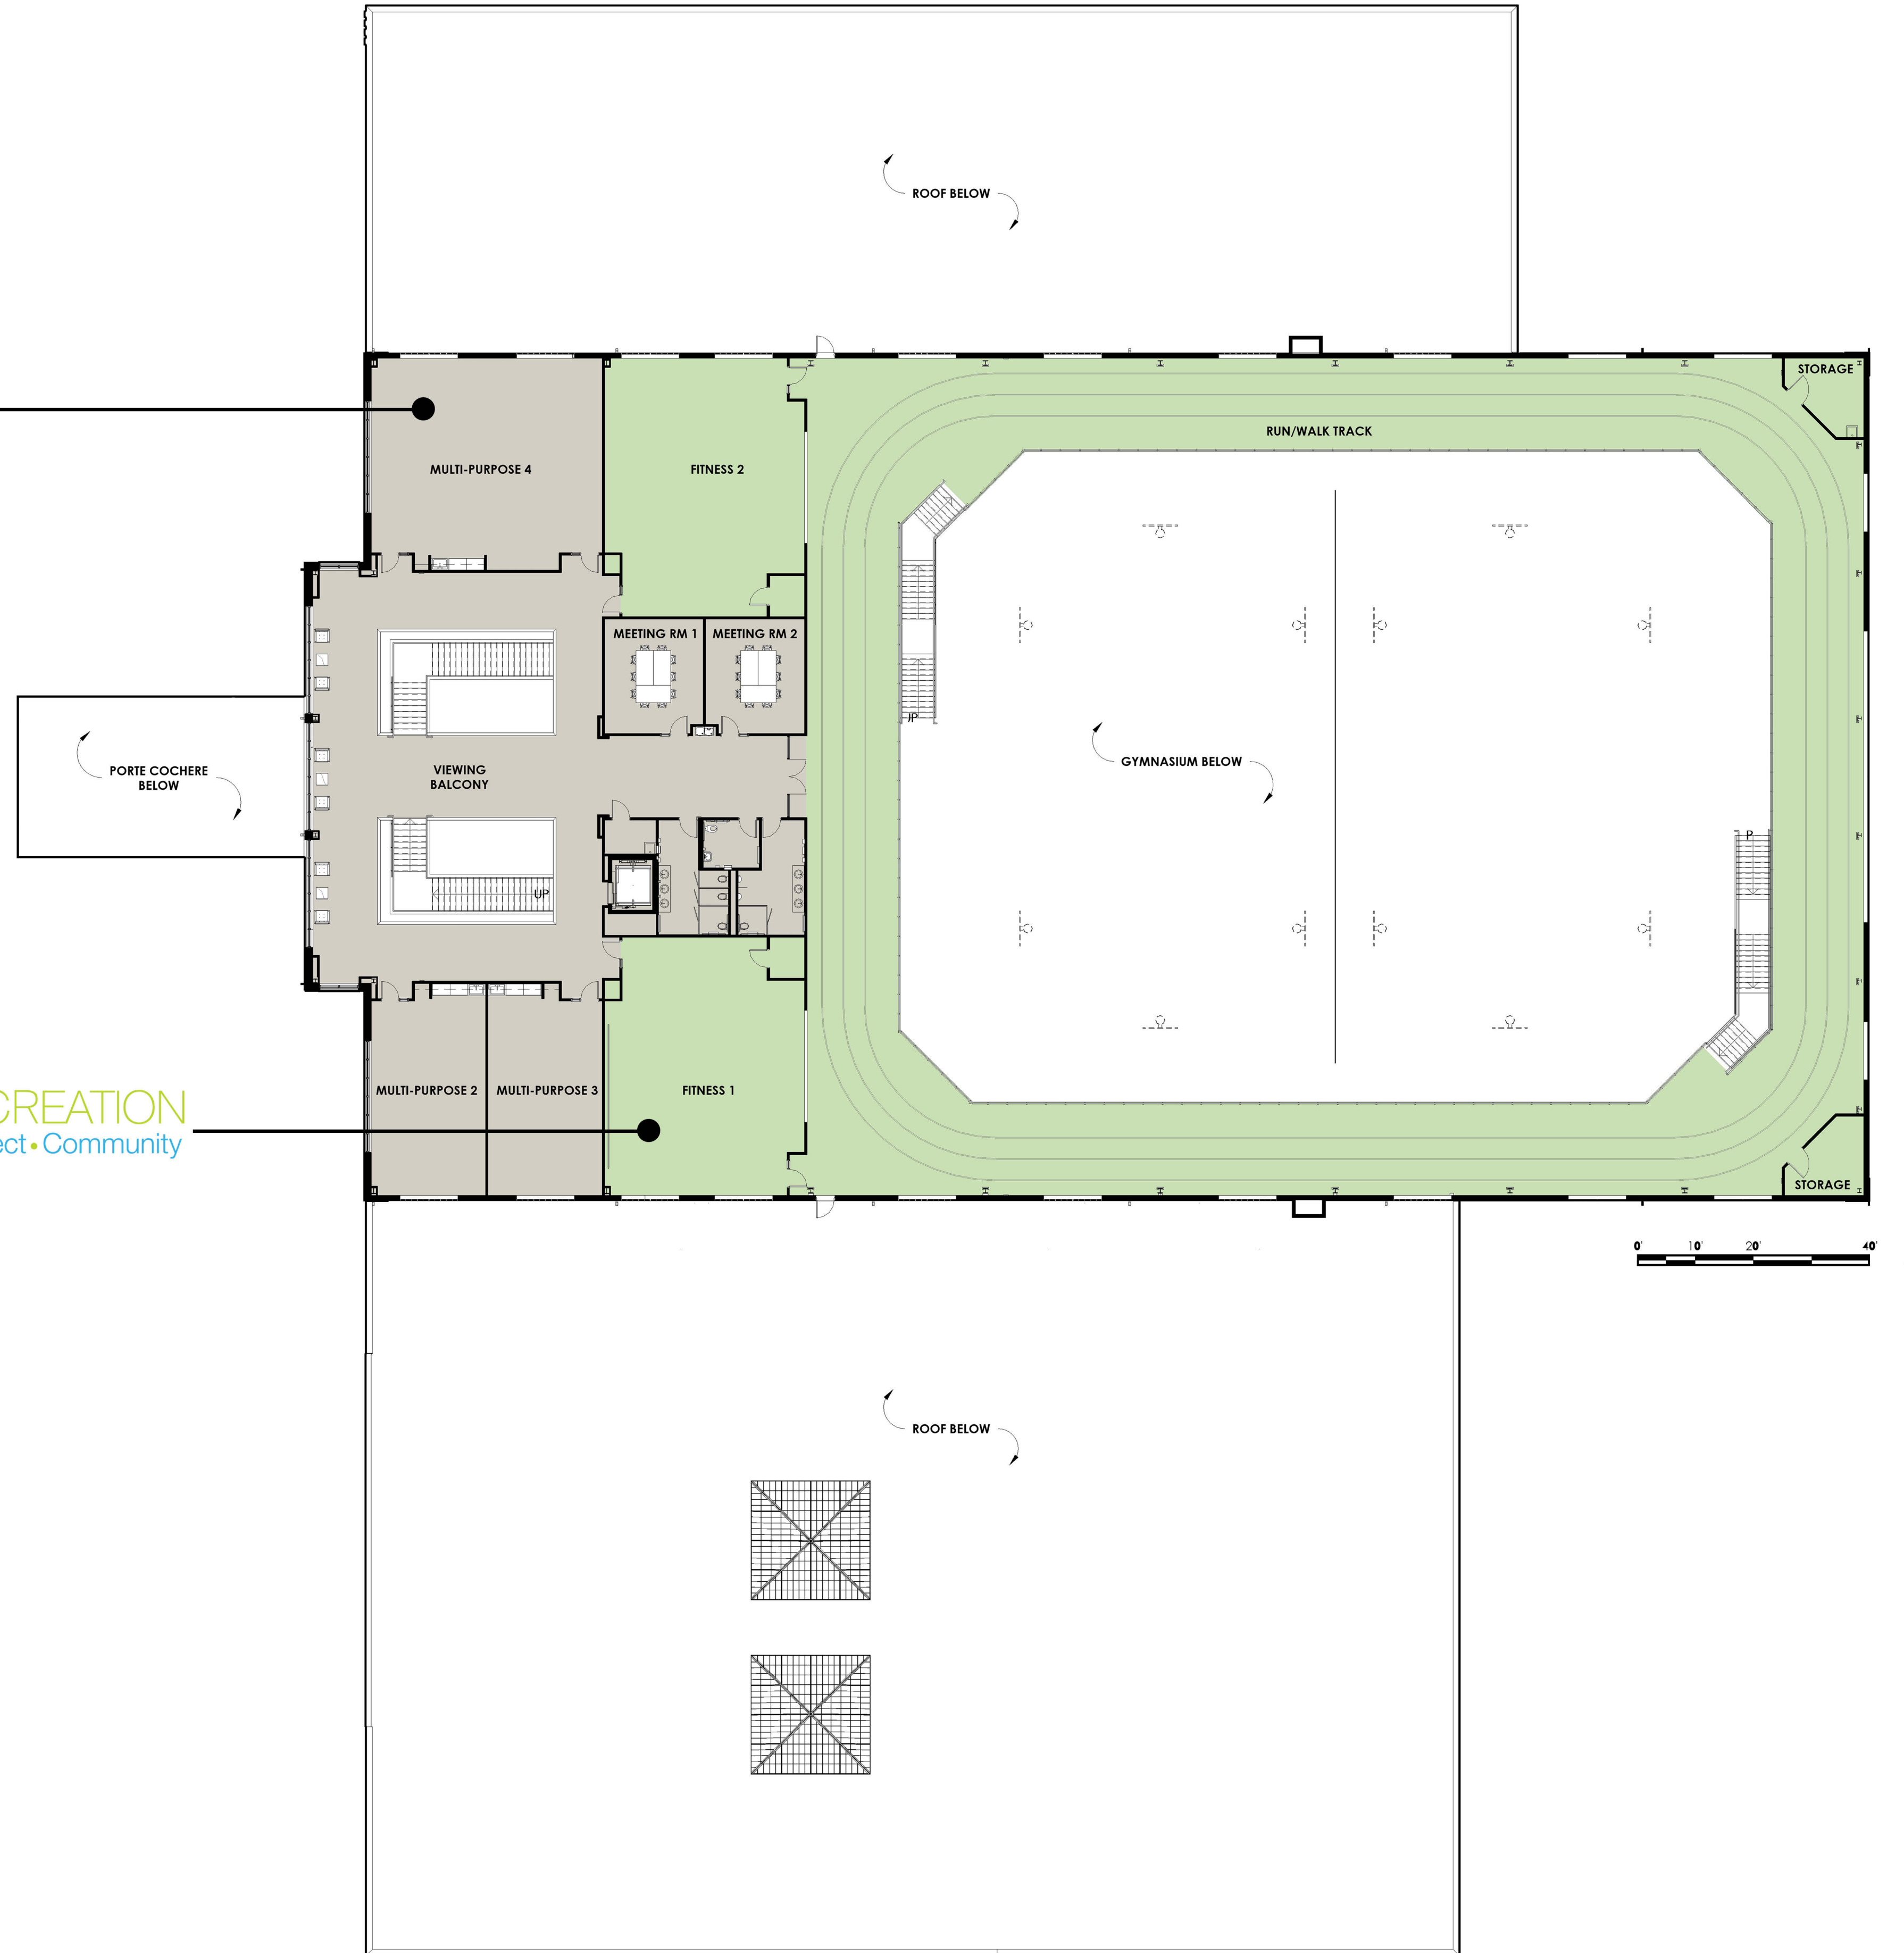 ROOF BELOW
STORAGE
RUN/WALK TRACK
MULTI-PURPOSE 4
FITNESS 2
MEETING RM 1
MEETING RM 2
UP
GYMNASIUM BELOW
PORTE COCHERE
BELOW
VIEWING
BALCONY
P
UP
MULTI-PURPOSE 2
MULTI-PURPOSE 3
FITNESS 1
CREATION
ect • Community
STORAGE
0' 10' 20' 40'
ROOF BELOW